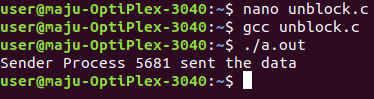 user@maju-OptiPlex-3040:~$ nano unblock.c
user@maju-OptiPlex-3040:~$ gcc unblock.c
user@maju-OptiPlex-3040:~$ ./a.out
Sender Process 5681 sent the data
user@maju-OptiPlex-3040:~$